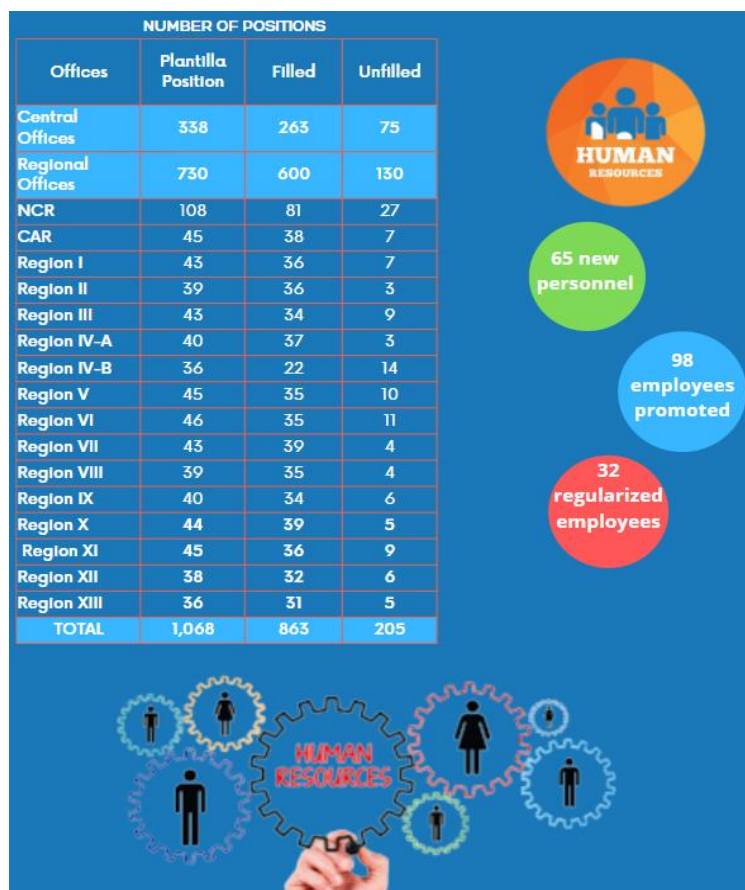 NUMBER OF POSITIONS
Offices Plantilla Position Filled Unfilled
Central Offices 338 263 75
Regional Offices 730 600 130
NCR 108 81 27
CAR 45 38 7
Region I 43 36 7
Region II 39 36 3
Region III 43 34 9
Region IV-A 40 37 3
Region IV-B 36 22 14
Region V 45 35 10
Region VI 46 35 11
Region VII 43 39 4
Region VIII 39 35 4
Region IX 40 34 6
Region X 44 39 5
Region XI 45 36 9
Region XII 38 32 6
Region XIII 36 31 5
TOTAL 1,068 863 205
HUMAN
RESOURCES
65 new
personnel
98
employees
promoted
32
regularized
employees
HUMAN
RESOURCES